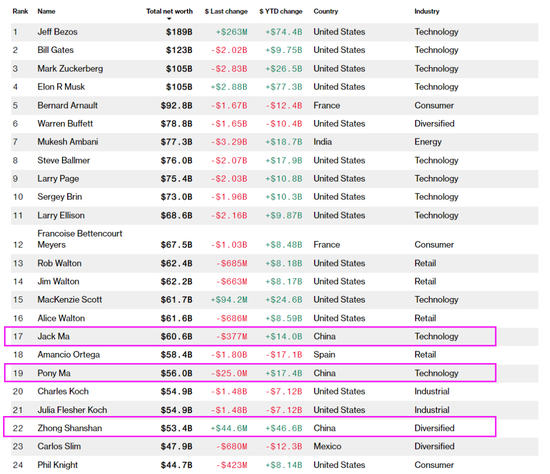 Rank Name Total net worth $ Last change $ YTD change Country Industry
1 Jeff Bezos $189B +$263M +$74.4B United States Technology
2 Bill Gates $123B -$2.02B +$9.75B United States Technology
3 Mark Zuckerberg $105B -$2.83B +$26.5B United States Technology
4 Elon R Musk $105B +$2.88B +$77.3B United States Technology
5 Bernard Arnault $92.8B -$1.67B -$12.4B France Consumer
6 Warren Buffett $78.8B -$1.65B -$10.4B United States Diversified
7 Mukesh Ambani $77.3B -$3.29B +$18.7B India Energy
8 Steve Ballmer $76.0B -$2.07B +$17.9B United States Technology
9 Larry Page $75.4B -$2.03B +$10.8B United States Technology
10 Sergey Brin $73.0B -$1.96B +$10.3B United States Technology
11 Larry Ellison $68.6B -$2.16B +$9.87B United States Technology
Francoise Bettencourt
12 Meyers $67.5B -$1.03B +$8.48B France Consumer
13 Rob Walton $62.4B -$685M +$8.18B United States Retail
14 Jim Walton $62.2B -$663M +$8.17B United States Retail
15 MacKenzie Scott $61.7B +$94.2M +$24.6B United States Technology
16 Alice Walton $61.6B -$686M +$8.59B United States Retail
17 Jack Ma $60.6B -$377M +$14.0B China Technology
18 Amancio Ortega $58.4B -$1.80B -$17.1B Spain Retail
19 Pony Ma $56.0B -$25.0M +$17.4B China Technology
20 Charles Koch $54.9B -$1.48B -$7.12B United States Industrial
21 Julia Flesher Koch $54.9B -$1.48B -$7.12B United States Industrial
22 Zhong Shanshan $53.4B +$44.6M +$46.6B China Diversified
23 Carlos Slim $47.9B -$680M -$12.3B Mexico Diversified
24 Phil Knight $44.7B -$423M +$8.14B United States Consumer